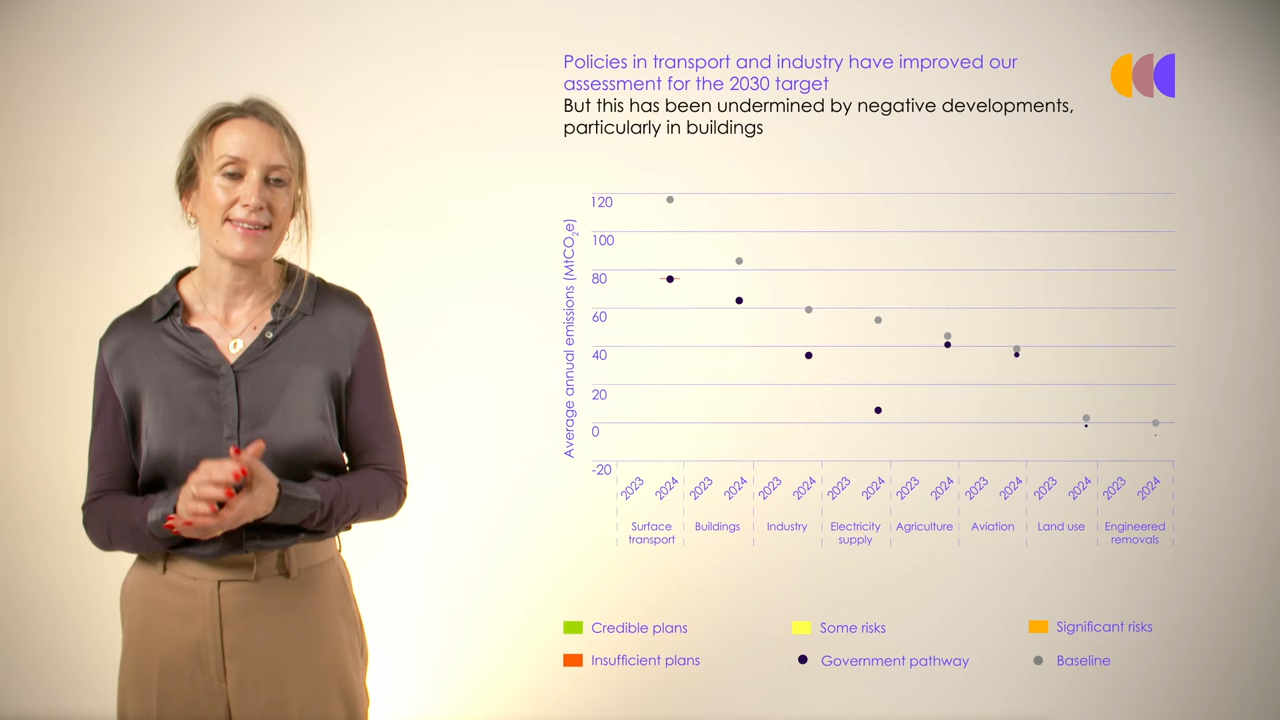 Policies in transport and industry have improved our
assessment for the 2030 target
But this has been undermined by negative developments,
particularly in buildings
Average annual emissions (MtCO₂e)
120
100
80
60
40
20
0
-20
2023 2024 2023 2024 2023 2024 2023 2024 2023 2024 2023 2024 2023 2024 2023 2024
Surface transport
Buildings
Industry
Electricity supply
Agriculture
Aviation
Land use
Engineered removals
Credible plans
Some risks
Significant risks
Insufficient plans
Government pathway
Baseline